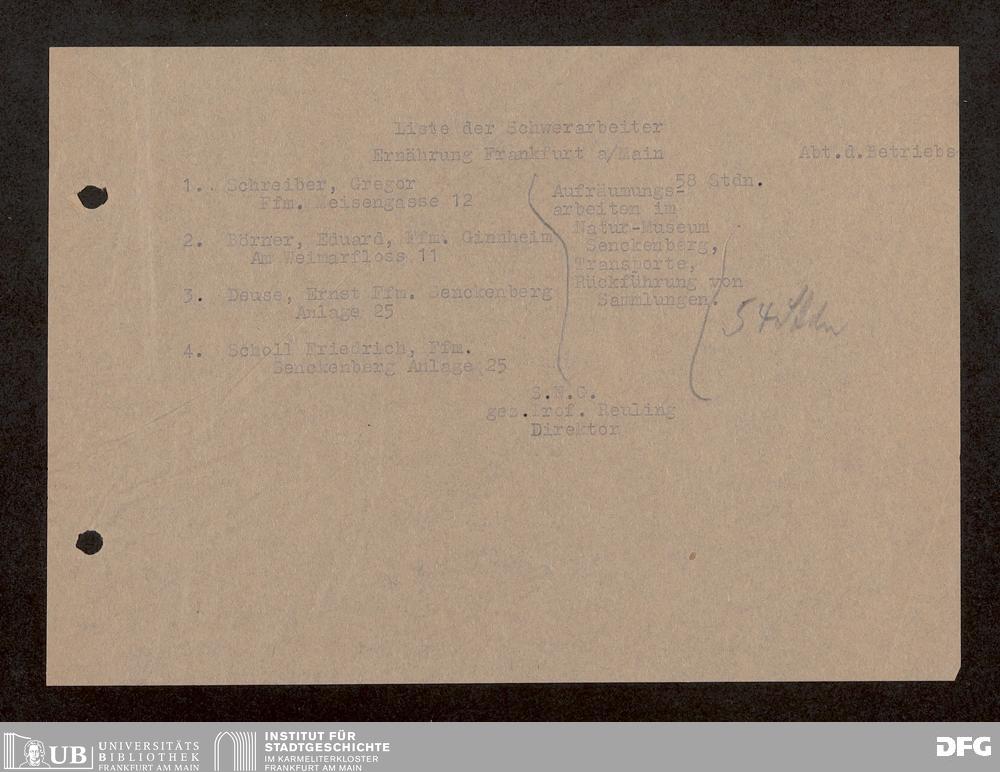 Liste der Schwerarbeiter
Ernährung Frankfurt a/Main Abt.d.Betriebs
1. Schreiber, Gregor
Ffm. Meisengasse 12
2. Börner, Eduard, Ffm. Ginnheim
Am Weimarfloss 11
3. Deuse, Ernst Ffm. Senckenberg
Anlage 25
4. Scholl Friedrich, Ffm.
Senckenberg Anlage 25
58 Stdn.
Aufräumungs-
arbeiten im
Natur-Museum
Senckenberg,
Transporte,
Rückführung von
Sammlungen.
54 Stdn
S.N.G.
gez.Prof. Reuling
Direktor
UB UNIVERSITÄTS
BIBLIOTHEK
FRANKFURT AM MAIN
INSTITUT FÜR
STADTGESCHICHTE
IM KARMELITERKLOSTER
FRANKFURT AM MAIN
DFG